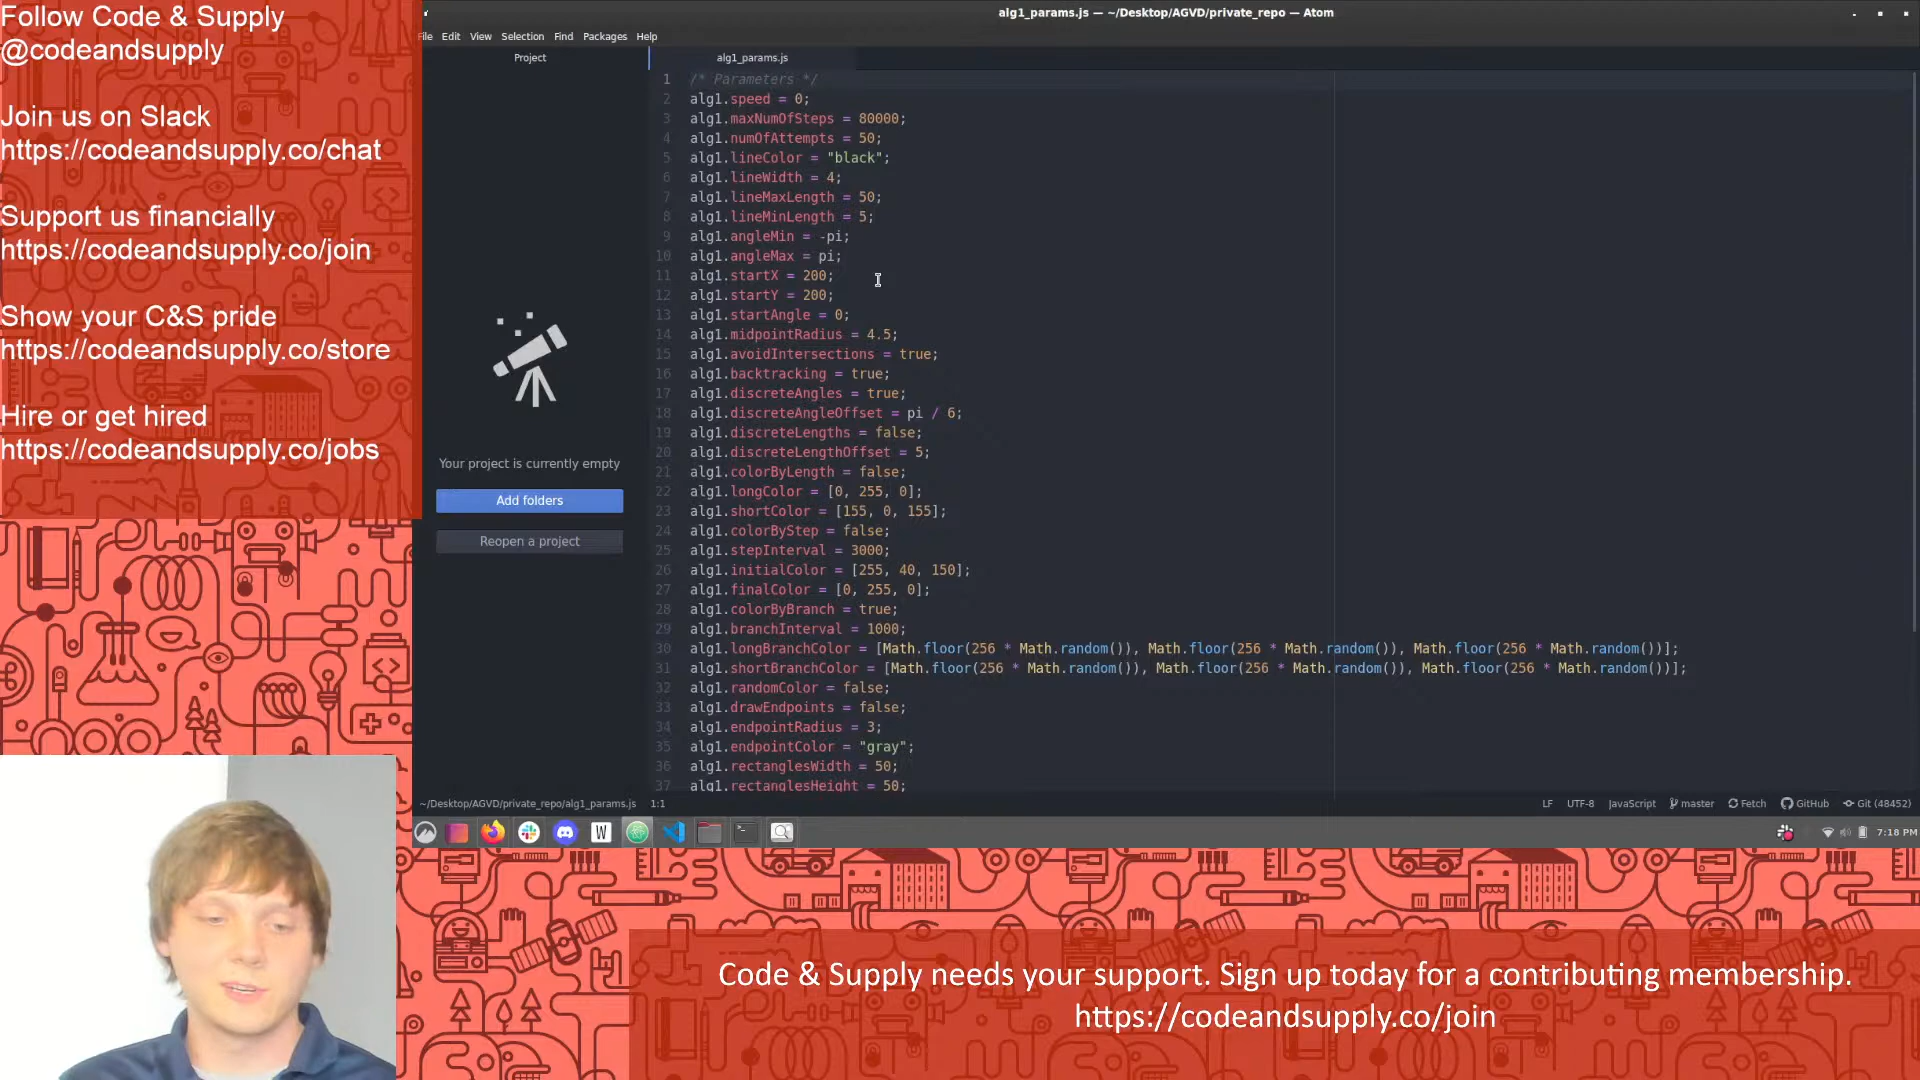 Follow Code & Supply
@codeandsupply
Join us on Slack
https://codeandsupply.co/chat
Support us financially
https://codeandsupply.co/join
Show your C&S pride
https://codeandsupply.co/store
Hire or get hired
https://codeandsupply.co/jobs
alg1_params.js — ~/Desktop/AGVD/private_repo — Atom
File Edit View Selection Find Packages Help
Project
Your project is currently empty
Add folders
Reopen a project
alg1_params.js
1 /* Parameters */
2 alg1.speed = 0;
3 alg1.maxNumOfSteps = 80000;
4 alg1.numOfAttempts = 50;
5 alg1.lineColor = "black";
6 alg1.lineWidth = 4;
7 alg1.lineMaxLength = 50;
8 alg1.lineMinLength = 5;
9 alg1.angleMin = -pi;
10 alg1.angleMax = pi;
11 alg1.startX = 200;
12 alg1.startY = 200;
13 alg1.startAngle = 0;
14 alg1.midpointRadius = 4.5;
15 alg1.avoidIntersections = true;
16 alg1.backtracking = true;
17 alg1.discreteAngles = true;
18 alg1.discreteAngleOffset = pi / 6;
19 alg1.discreteLengths = false;
20 alg1.discreteLengthOffset = 5;
21 alg1.colorByLength = false;
22 alg1.longColor = [0, 255, 0];
23 alg1.shortColor = [155, 0, 155];
24 alg1.colorByStep = false;
25 alg1.stepInterval = 3000;
26 alg1.initialColor = [255, 40, 150];
27 alg1.finalColor = [0, 255, 0];
28 alg1.colorByBranch = true;
29 alg1.branchInterval = 1000;
30 alg1.longBranchColor = [Math.floor(256 * Math.random()), Math.floor(256 * Math.random()), Math.floor(256 * Math.random())];
31 alg1.shortBranchColor = [Math.floor(256 * Math.random()), Math.floor(256 * Math.random()), Math.floor(256 * Math.random())];
32 alg1.randomColor = false;
33 alg1.drawEndpoints = false;
34 alg1.endpointRadius = 3;
35 alg1.endpointColor = "gray";
36 alg1.rectanglesWidth = 50;
37 alg1.rectanglesHeight = 50;
~/Desktop/AGVD/private_repo/alg1_params.js 1:1 LF UTF-8 JavaScript master Fetch GitHub Git (48452)
W 7:18 PM
Code & Supply needs your support. Sign up today for a contributing membership.
https://codeandsupply.co/join